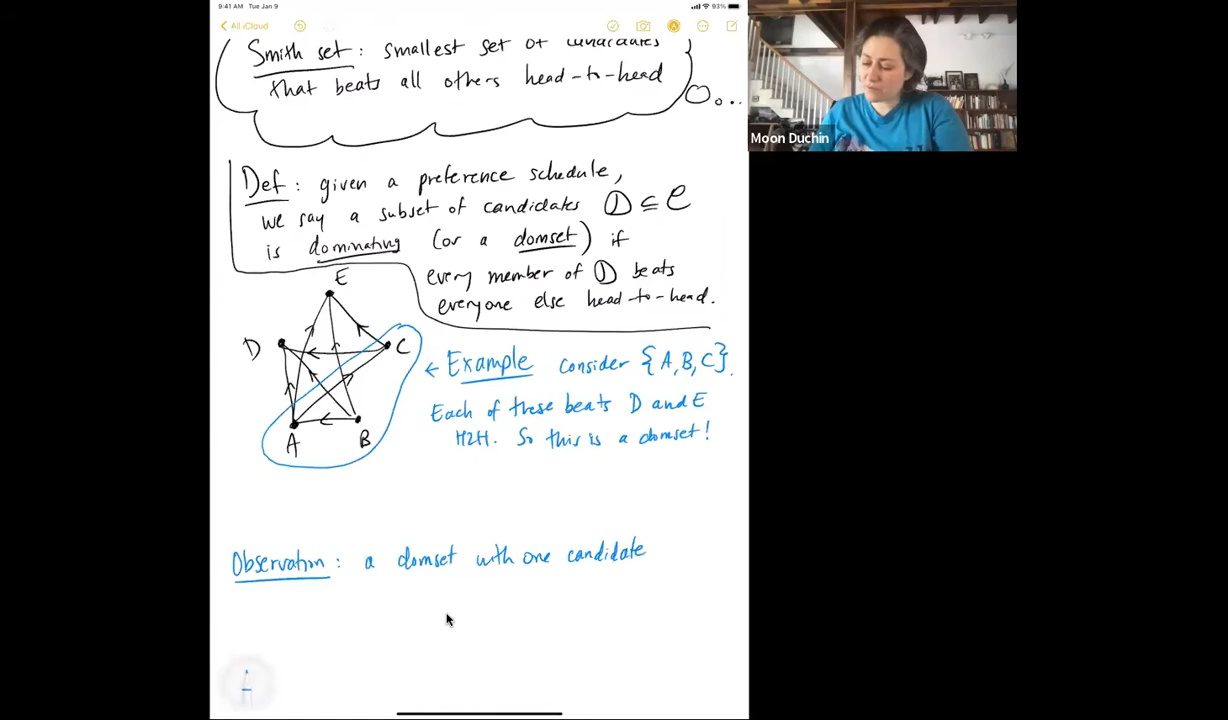 9:41 AM Tue Jan 9
93%
All iCloud
Smith set: smallest set of candidates
that beats all others head-to-head
Moon Duchin
Def: given a preference schedule,
we say a subset of candidates D ⊆ C
is dominating (or a domset) if
every member of D beats
everyone else head-to-head.
E
D
C
A
B
← Example consider {A,B,C}.
Each of these beats D and E
H2H. So this is a domset!
Observation: a domset with one candidate